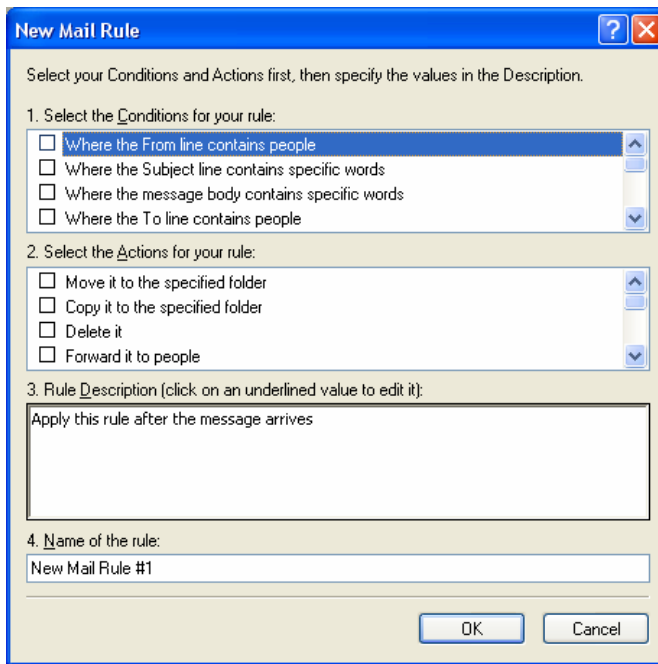 New Mail Rule
Select your Conditions and Actions first, then specify the values in the Description.
1. Select the Conditions for your rule:
Where the From line contains people
Where the Subject line contains specific words
Where the message body contains specific words
Where the To line contains people
2. Select the Actions for your rule:
Move it to the specified folder
Copy it to the specified folder
Delete it
Forward it to people
3. Rule Description (click on an underlined value to edit it):
Apply this rule after the message arrives
4. Name of the rule:
New Mail Rule #1
OK Cancel